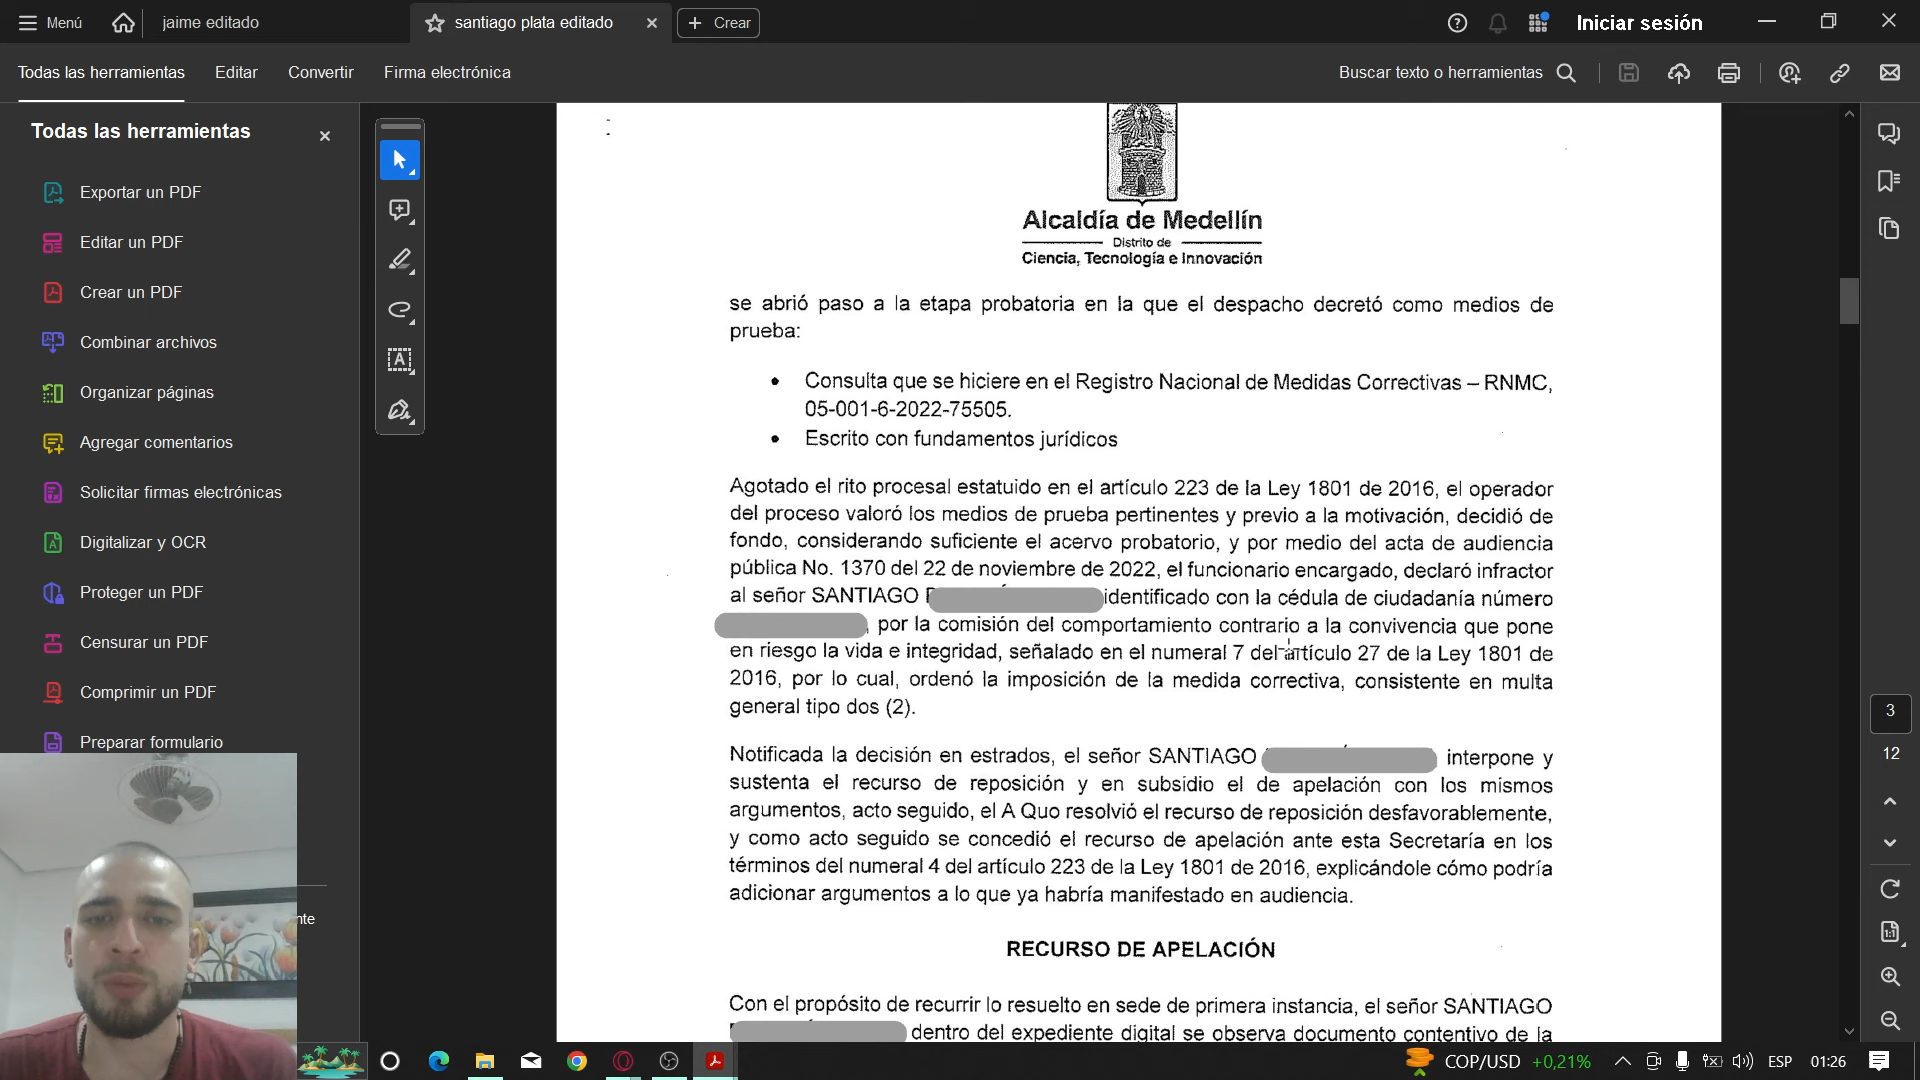 Menú
jaime editado
santiago plata editado
Crear
Iniciar sesión
Todas las herramientas
Editar
Convertir
Firma electrónica
Buscar texto o herramientas
Todas las herramientas
Exportar un PDF
Editar un PDF
Crear un PDF
Combinar archivos
Organizar páginas
Agregar comentarios
Solicitar firmas electrónicas
Digitalizar y OCR
Proteger un PDF
Censurar un PDF
Comprimir un PDF
Preparar formulario
nte
Alcaldía de Medellín
Distrito de
Ciencia, Tecnología e Innovación
se abrió paso a la etapa probatoria en la que el despacho decretó como medios de
prueba:
• Consulta que se hiciere en el Registro Nacional de Medidas Correctivas – RNMC,
05-001-6-2022-75505.
• Escrito con fundamentos jurídicos
Agotado el rito procesal estatuido en el artículo 223 de la Ley 1801 de 2016, el operador
del proceso valoró los medios de prueba pertinentes y previo a la motivación, decidió de
fondo, considerando suficiente el acervo probatorio, y por medio del acta de audiencia
pública No. 1370 del 22 de noviembre de 2022, el funcionario encargado, declaró infractor
al señor SANTIAGO identificado con la cédula de ciudadanía número
, por la comisión del comportamiento contrario a la convivencia que pone
en riesgo la vida e integridad, señalado en el numeral 7 del artículo 27 de la Ley 1801 de
2016, por lo cual, ordenó la imposición de la medida correctiva, consistente en multa
general tipo dos (2).
Notificada la decisión en estrados, el señor SANTIAGO interpone y
sustenta el recurso de reposición y en subsidio el de apelación con los mismos
argumentos, acto seguido, el A Quo resolvió el recurso de reposición desfavorablemente,
y como acto seguido se concedió el recurso de apelación ante esta Secretaría en los
términos del numeral 4 del artículo 223 de la Ley 1801 de 2016, explicándole cómo podría
adicionar argumentos a lo que ya habría manifestado en audiencia.
RECURSO DE APELACIÓN
Con el propósito de recurrir lo resuelto en sede de primera instancia, el señor SANTIAGO
dentro del expediente digital se observa documento contentivo de la
3
12
1:1
COP/USD +0,21%
ESP
01:26